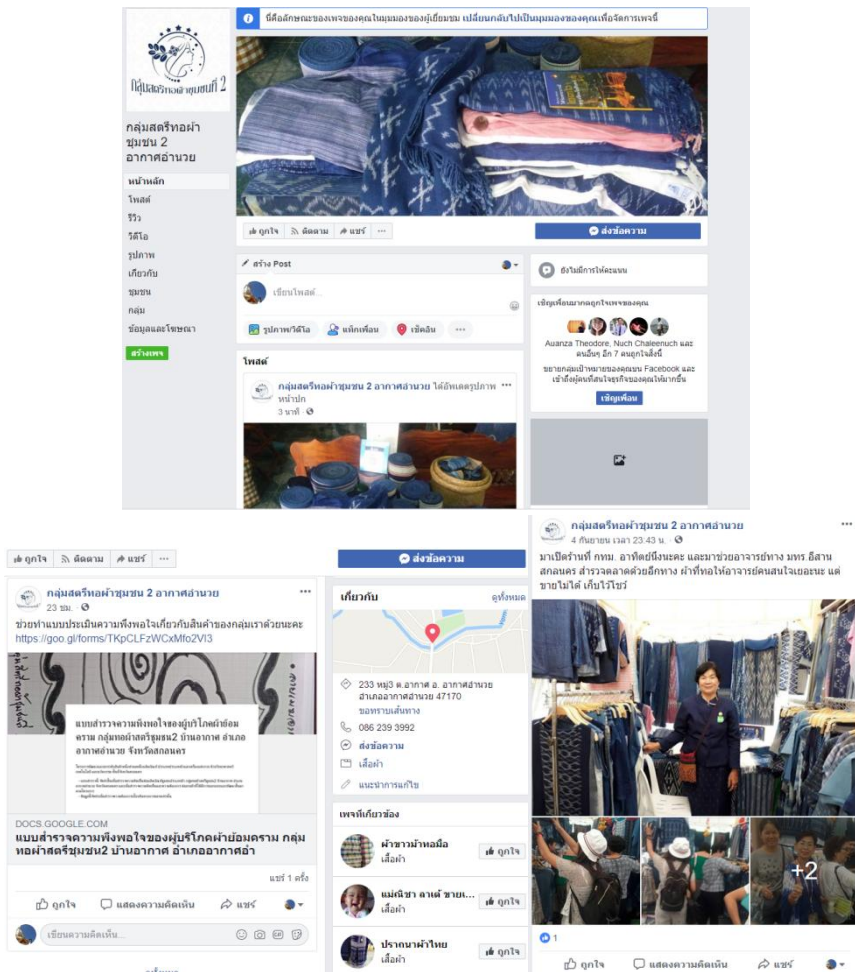 นี่คือลักษณะของเพจของคุณในมุมมองของผู้เยี่ยมชม เปลี่ยนกลับไปเป็นมุมมองของคุณเพื่อจัดการเพจนี้
กลุ่มสตรีทอผ้าชุมชนที่ 2
กลุ่มสตรีทอผ้า
ชุมชน 2
อากาศอำนวย
หน้าหลัก
โพสต์
รีวิว
วิดีโอ
รูปภาพ
เกี่ยวกับ
ชุมชน
กลุ่ม
ข้อมูลและโฆษณา
สร้างเพจ
ถูกใจ ติดตาม แชร์ ...
ส่งข้อความ
สร้าง Post
เขียนโพสต์...
รูปภาพ/วิดีโอ แท็กเพื่อน เช็คอิน ...
โพสต์
กลุ่มสตรีทอผ้าชุมชน 2 อากาศอำนวย ได้อัพเดตรูปภาพ ...
หน้าปก
3 นาที ·
ยังไม่มีการให้คะแนน
เชิญเพื่อนมากดถูกใจเพจของคุณ
Auanza Theodore, Nuch Chaleenuch และ
คนอื่นๆ อีก 7 คนถูกใจสิ่งนี้
ขยายกลุ่มเป้าหมายของคุณบน Facebook และ
เข้าถึงผู้คนที่สนใจธุรกิจของคุณให้มากขึ้น
เชิญเพื่อน
ถูกใจ ติดตาม แชร์ ...
ส่งข้อความ
กลุ่มสตรีทอผ้าชุมชน 2 อากาศอำนวย ...
23 ชม. ·
ช่วยทำแบบประเมินความพึงพอใจเกี่ยวกับสินค้าของกลุ่มเราด้วยนะคะ
https://goo.gl/forms/TKpCLFzWCxMfo2VI3
แบบสำรวจความพึงพอใจของผู้บริโภคผ้าย้อม
คราม กลุ่มทอผ้าสตรีชุมชน2 บ้านอากาศ อำเภอ
อากาศอำนวย จังหวัดสกลนคร
DOCS.GOOGLE.COM
แบบสำรวจความพึงพอใจของผู้บริโภคผ้าย้อมคราม กลุ่ม
ทอผ้าสตรีชุมชน2 บ้านอากาศ อำเภออากาศอำ
แชร์ 1 ครั้ง
ถูกใจ แสดงความคิดเห็น แชร์
เขียนความคิดเห็น...
เกี่ยวกับ ดูทั้งหมด
233 หมู่3 ต.อากาศ อ. อากาศอำนวย
อำเภออากาศอำนวย 47170
ขอทราบเส้นทาง
086 239 3992
ส่งข้อความ
เสื้อผ้า
แนะนำการแก้ไข
เพจที่เกี่ยวข้อง
ผ้าขาวม้าทอมือ
เสื้อผ้า
ถูกใจ
แม่ณิชา ดาเด้ ขายเ...
เสื้อผ้า
ถูกใจ
ปรารถนาผ้าไทย
เสื้อผ้า
ถูกใจ
กลุ่มสตรีทอผ้าชุมชน 2 อากาศอำนวย ...
4 กันยายน เวลา 23:43 น. ·
มาเปิดร้านที่ กทม. อาทิตย์นึงนะคะ และมาช่วยอาจารย์ทาง มทร.อีสาน
สกลนคร สำรวจตลาดด้วยอีกทาง ผ้าที่ทอให้อาจารย์คนสนใจเยอะนะ แต่
ขายไม่ได้ เก็บไว้โชว์
+2
1
ถูกใจ แสดงความคิดเห็น แชร์